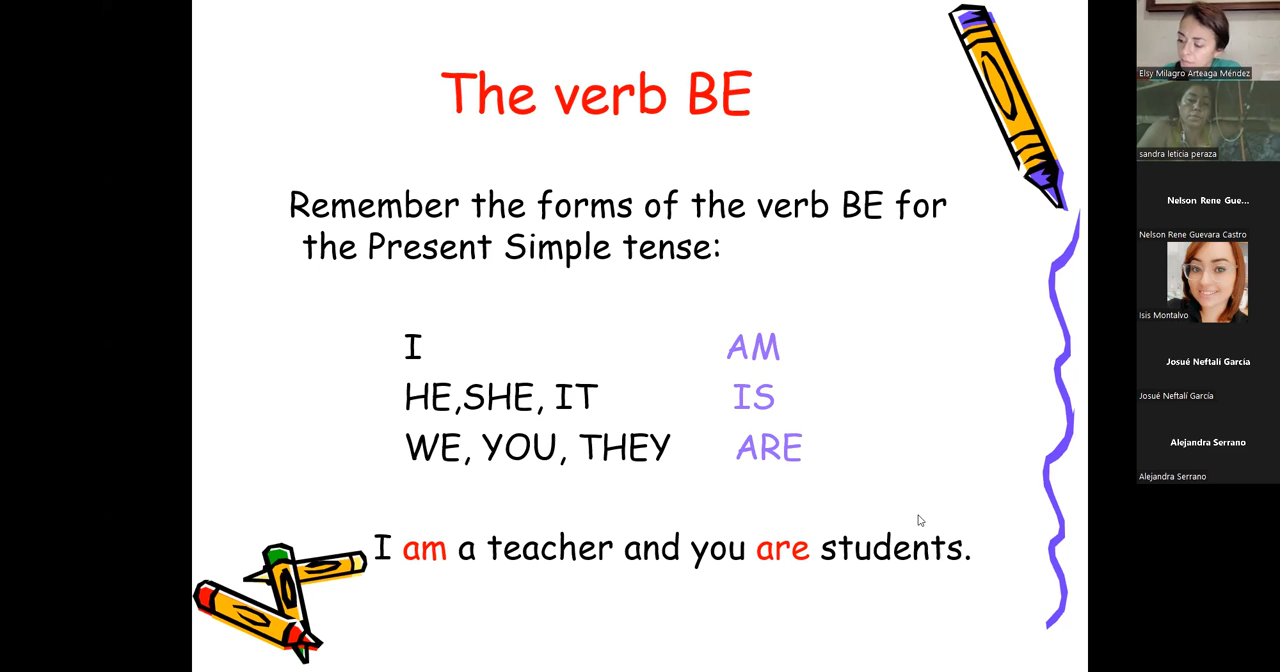 The verb BE
Remember the forms of the verb BE for
the Present Simple tense:
I AM
HE,SHE, IT IS
WE, YOU, THEY ARE
I am a teacher and you are students.
Elsy Milagro Arteaga Méndez
sandra leticia peraza
Nelson Rene Gue...
Nelson Rene Guevara Castro
Isis Montalvo
Josué Neftalí Garcia
Josué Neftalí García
Alejandra Serrano
Alejandra Serrano